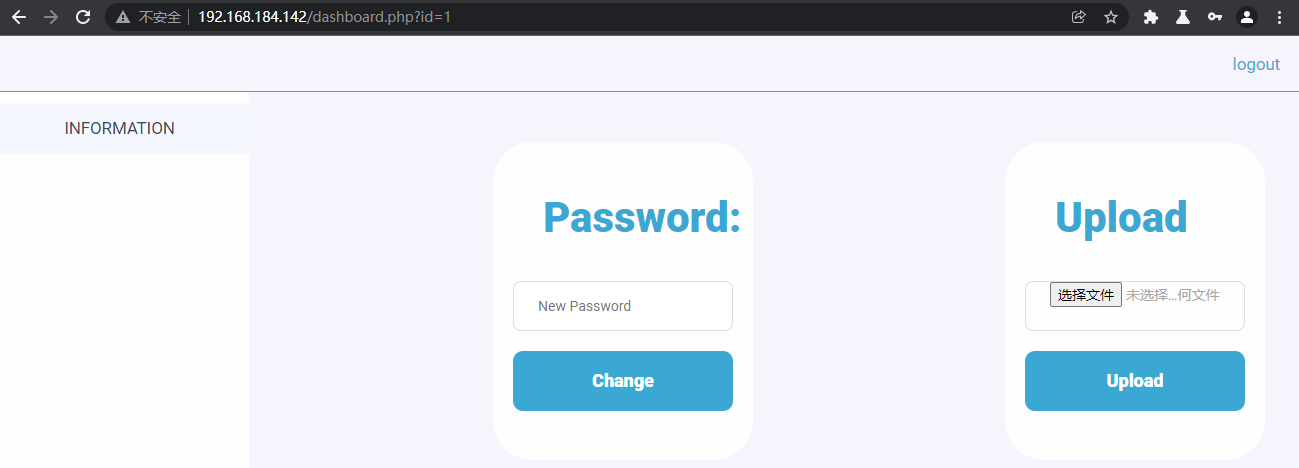 不安全 192.168.184.142/dashboard.php?id=1
logout
INFORMATION
Password:
New Password
Change
Upload
选择文件 未选择...何文件
Upload